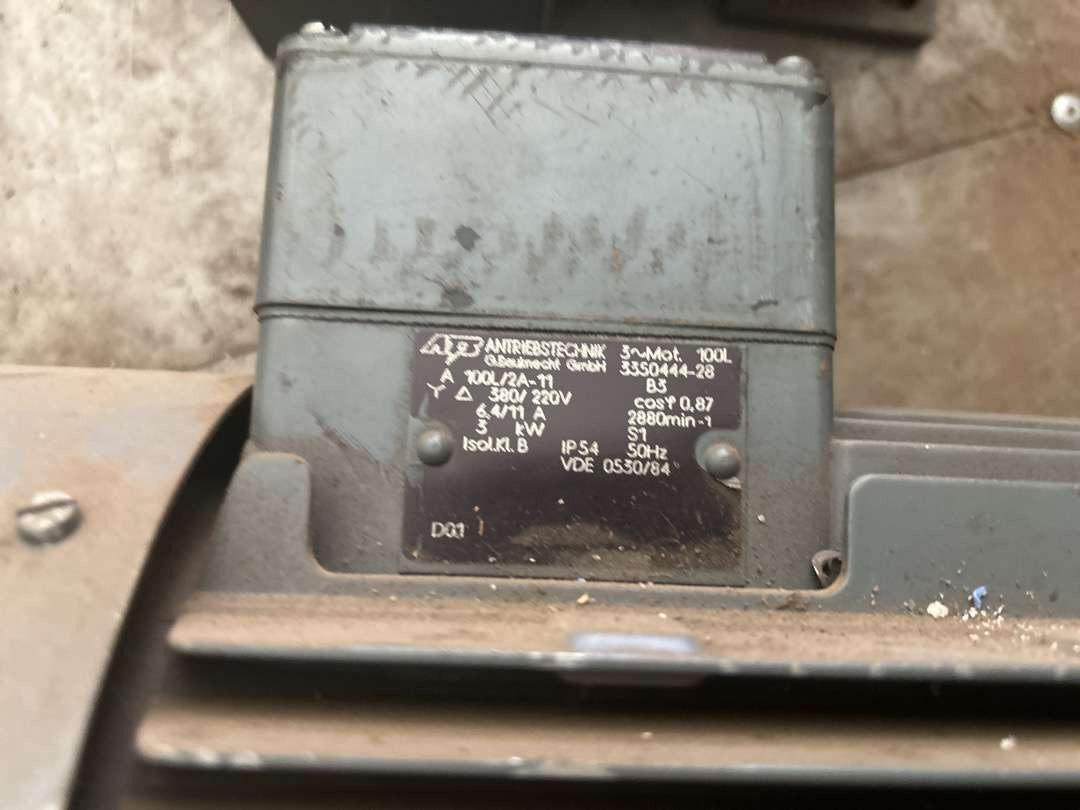 ANTRIEBSTECHNIK 3~Mot. 100L
G.Bauknecht GmbH 3350444-28
A 100L/2A-11 B3
Y Δ 380/220V cosφ 0,87
6,4/11 A 2880min-1
3 kW S1
Isol.Kl. B IP54 50Hz
VDE 0530/84
D01